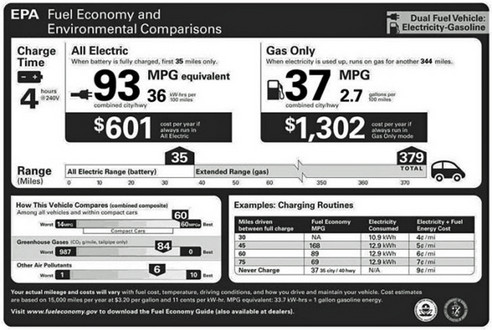 EPA Fuel Economy and
Environmental Comparisons
Dual Fuel Vehicle:
Electricity-Gasoline
Charge
Time
4 hours
@240V
All Electric
When battery is fully charged, first 35 miles only.
93 MPG equivalent
36 kW-hrs per
100 miles
combined city/hwy
$601 cost per year if
always run in
All Electric
Gas Only
When electricity is used up, runs on gas for another 344 miles.
37 MPG
2.7 gallons per
100 miles
combined city/hwy
$1,302 cost per year if
always run in
Gas Only mode
Range
(Miles)
35
379
TOTAL
All Electric Range (battery)
Extended Range (gas)
0 10 20 30 40 50 60 350 360 370
How This Vehicle Compares (combined composite)
Among all vehicles and within compact cars
60
Worst 14MPG 60MPGe Best
Compact Cars
Greenhouse Gases (CO₂ g/mile, tailpipe only)
84
Worst 987 0 Best
Other Air Pollutants
6
Worst 1 10 Best
Examples: Charging Routines
Miles driven
between full charge
Fuel Economy
MPG
Electricity
Consumed
Electricity + Fuel
Energy Cost
30 NA 10.9 kWh 4¢/mi
45 168 12.9 kWh 5¢/mi
60 89 12.9 kWh 6¢/mi
75 69 12.9 kWh 7¢/mi
Never Charge 37 35 city / 40 hwy N/A 9¢/mi
Your actual mileage and costs will vary with fuel cost, temperature, driving conditions, and how you drive and maintain your vehicle. Cost estimates
are based on 15,000 miles per year at $3.20 per gallon and 11 cents per kW-hr. MPG equivalent: 33.7 kW-hrs = 1 gallon gasoline energy.
Visit www.fueleconomy.gov to download the Fuel Economy Guide (also available at dealers).